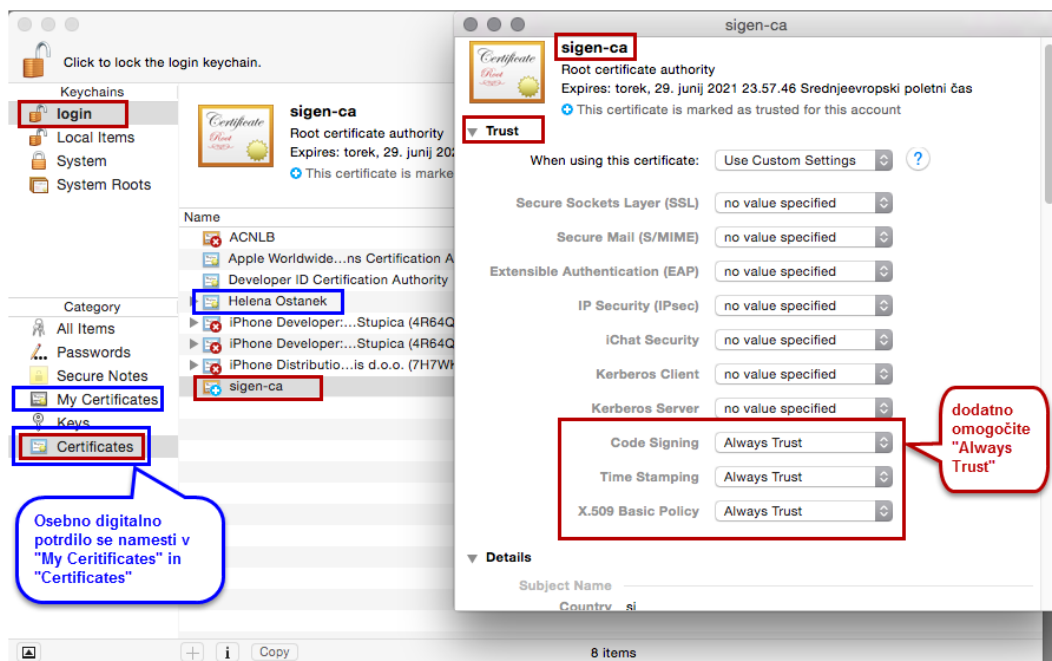 Click to lock the login keychain.
Keychains
login
Local Items
System
System Roots
Category
All Items
Passwords
Secure Notes
My Certificates
Keys
Certificates
Osebno digitalno
potrdilo se namesti v
"My Ceritificates" in
"Certificates"
Certificate
Root
sigen-ca
Root certificate authority
Expires: torek, 29. junij 202
This certificate is marke
Name
ACNLB
Apple Worldwide...ns Certification A
Developer ID Certification Authority
Helena Ostanek
iPhone Developer:...Stupica (4R64Q
iPhone Developer:...Stupica (4R64Q
iPhone Distributio...is d.o.o. (7H7WH
sigen-ca
Copy
8 items
sigen-ca
Certificate
Root
sigen-ca
Root certificate authority
Expires: torek, 29. junij 2021 23.57.46 Srednjeevropski poletni čas
This certificate is marked as trusted for this account
Trust
When using this certificate: Use Custom Settings ?
Secure Sockets Layer (SSL) no value specified
Secure Mail (S/MIME) no value specified
Extensible Authentication (EAP) no value specified
IP Security (IPsec) no value specified
iChat Security no value specified
Kerberos Client no value specified
Kerberos Server no value specified
Code Signing Always Trust
Time Stamping Always Trust
X.509 Basic Policy Always Trust
dodatno
omogočite
"Always
Trust"
Details
Subject Name
Country si